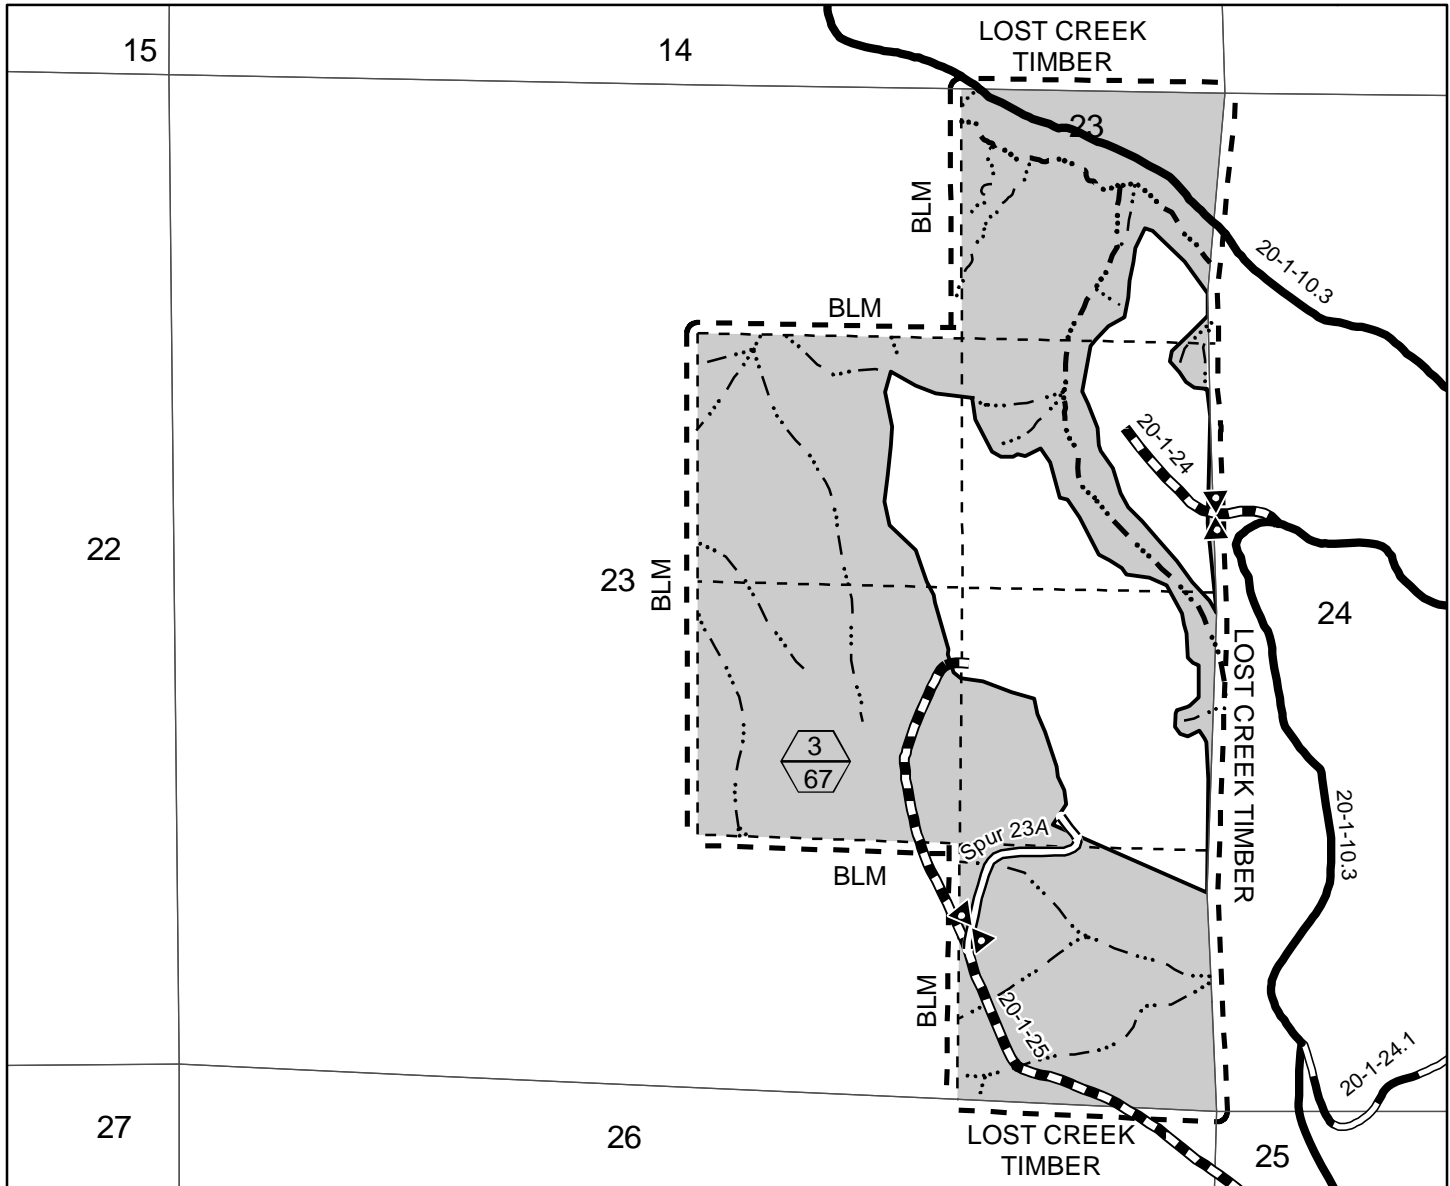 LOST CREEK
TIMBER
15
14
23
BLM
20-1-10.3
BLM
20-1-24
22
23
BLM
24
LOST CREEK TIMBER
3
67
20-1-10.3
Spur 23A
BLM
BLM
20-1-25
20-1-24.1
27
26
LOST CREEK
TIMBER
25